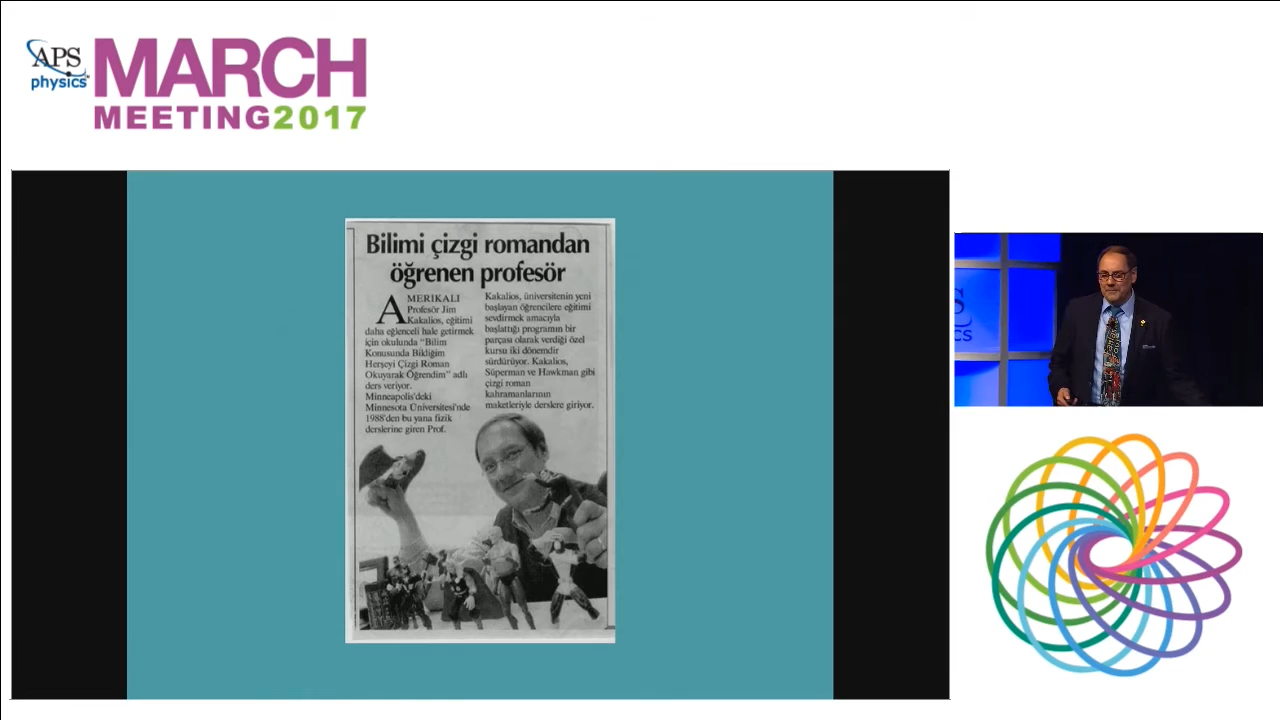 APS
physics
MARCH
MEETING2017
Bilimi çizgi romandan
öğrenen profesör
AMERIKALI
Profesör Jim
Kakalios, eğitimi
daha eğlenceli hale getirmek
için okulunda "Bilim
Konusunda Bildiğim
Herşeyi Çizgi Roman
Okuyarak Öğrendim" adlı
ders veriyor.
Minneapolis'deki
Minnesota Üniversitesi'nde
1988'den bu yana fizik
derslerine giren Prof.
Kakalios, üniversitenin yeni
başlayan öğrencilere eğitimi
sevdirmek amacıyla
başlattığı programın bir
parçası olarak verdiği özel
kursu iki dönemdir
sürdürüyor. Kakalios,
Süperman ve Hawkman gibi
çizgi roman
kahramanlarının
maketleriyle derslere giriyor.